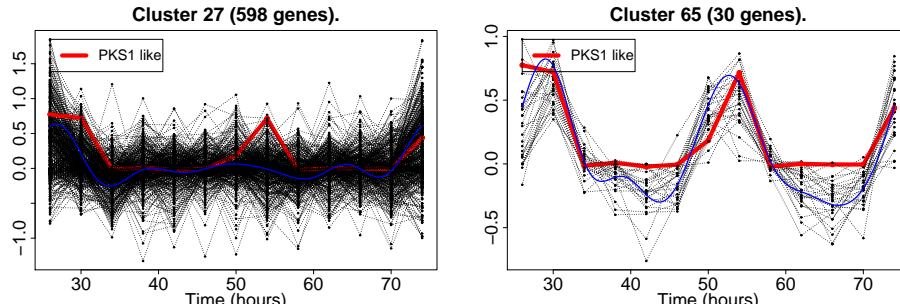 Cluster 27 (598 genes).
PKS1 like
1.5
1.0
0.5
0.0
−1.0
30 40 50 60 70
Time (hours)
Cluster 65 (30 genes).
PKS1 like
1.0
0.5
0.0
−0.5
30 40 50 60 70
Time (hours)